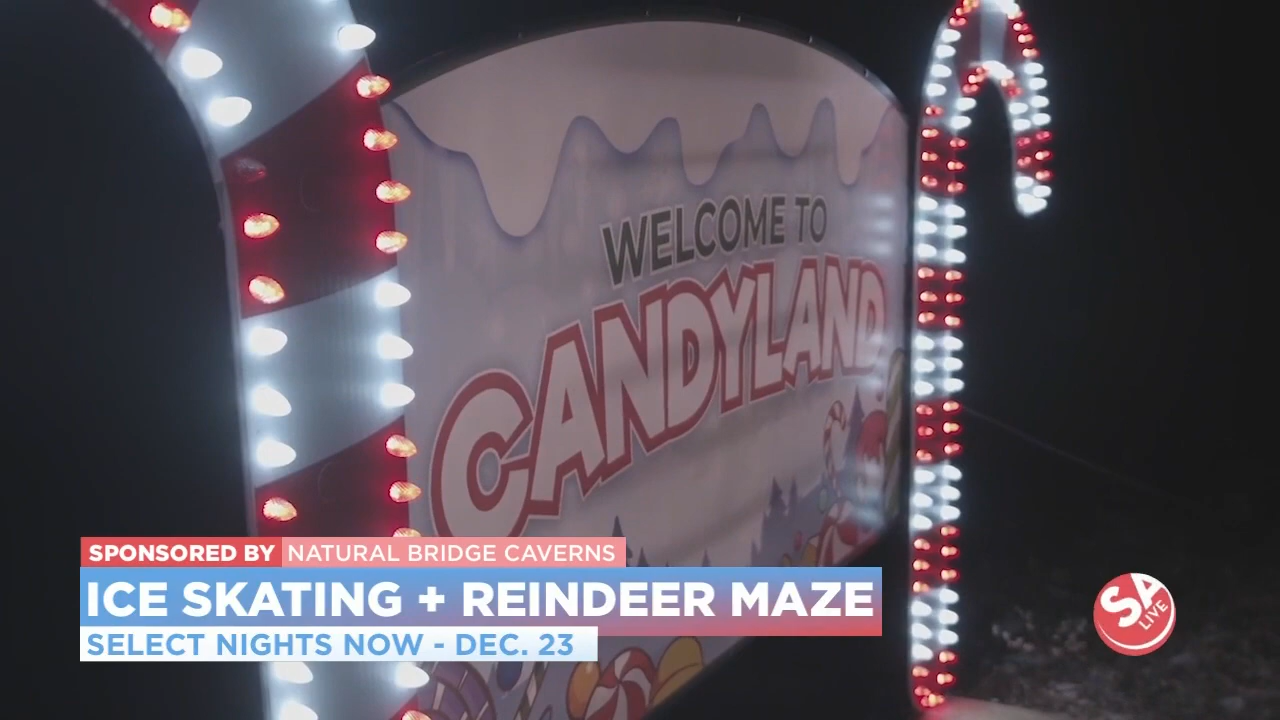 WELCOME TO
CANDYLAND
SPONSORED BY NATURAL BRIDGE CAVERNS
ICE SKATING + REINDEER MAZE
SELECT NIGHTS NOW - DEC. 23
SA
LIVE